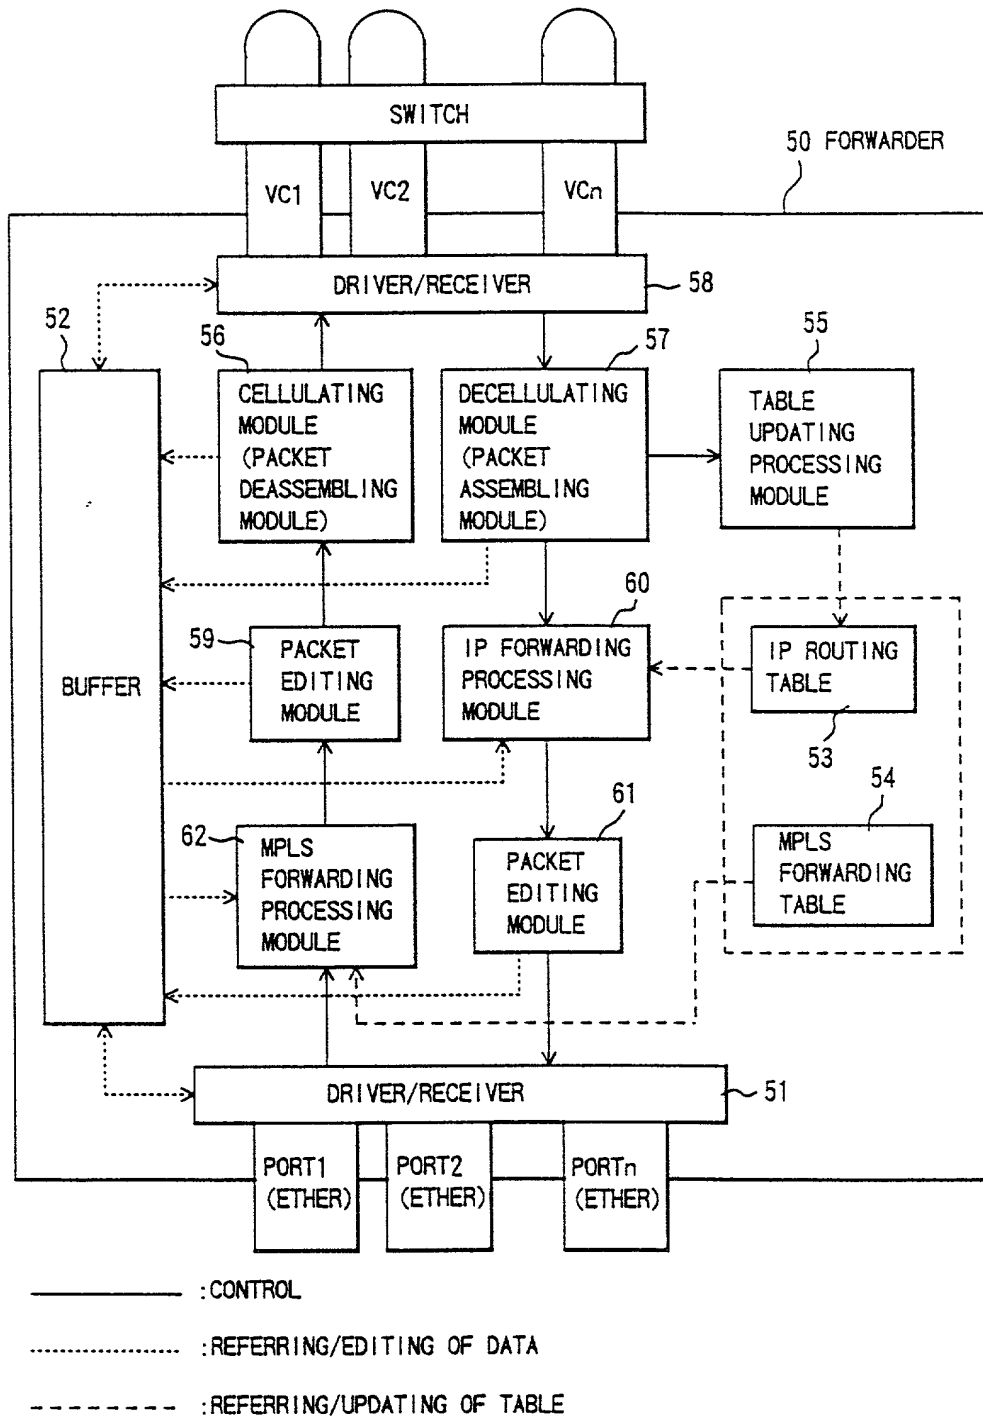 SWITCH
50 FORWARDER
VC1
VC2
VCn
DRIVER/RECEIVER
58
52
56
57
55
CELLULATING
MODULE
(PACKET
DEASSEMBLING
MODULE)
DECELLULATING
MODULE
(PACKET
ASSEMBLING
MODULE)
TABLE
UPDATING
PROCESSING
MODULE
60
59
PACKET
EDITING
MODULE
IP FORWARDING
PROCESSING
MODULE
IP ROUTING
TABLE
BUFFER
53
54
61
62
MPLS
FORWARDING
PROCESSING
MODULE
PACKET
EDITING
MODULE
MPLS
FORWARDING
TABLE
DRIVER/RECEIVER
51
PORT1
(ETHER)
PORT2
(ETHER)
PORTn
(ETHER)
:CONTROL
:REFERRING/EDITING OF DATA
:REFERRING/UPDATING OF TABLE